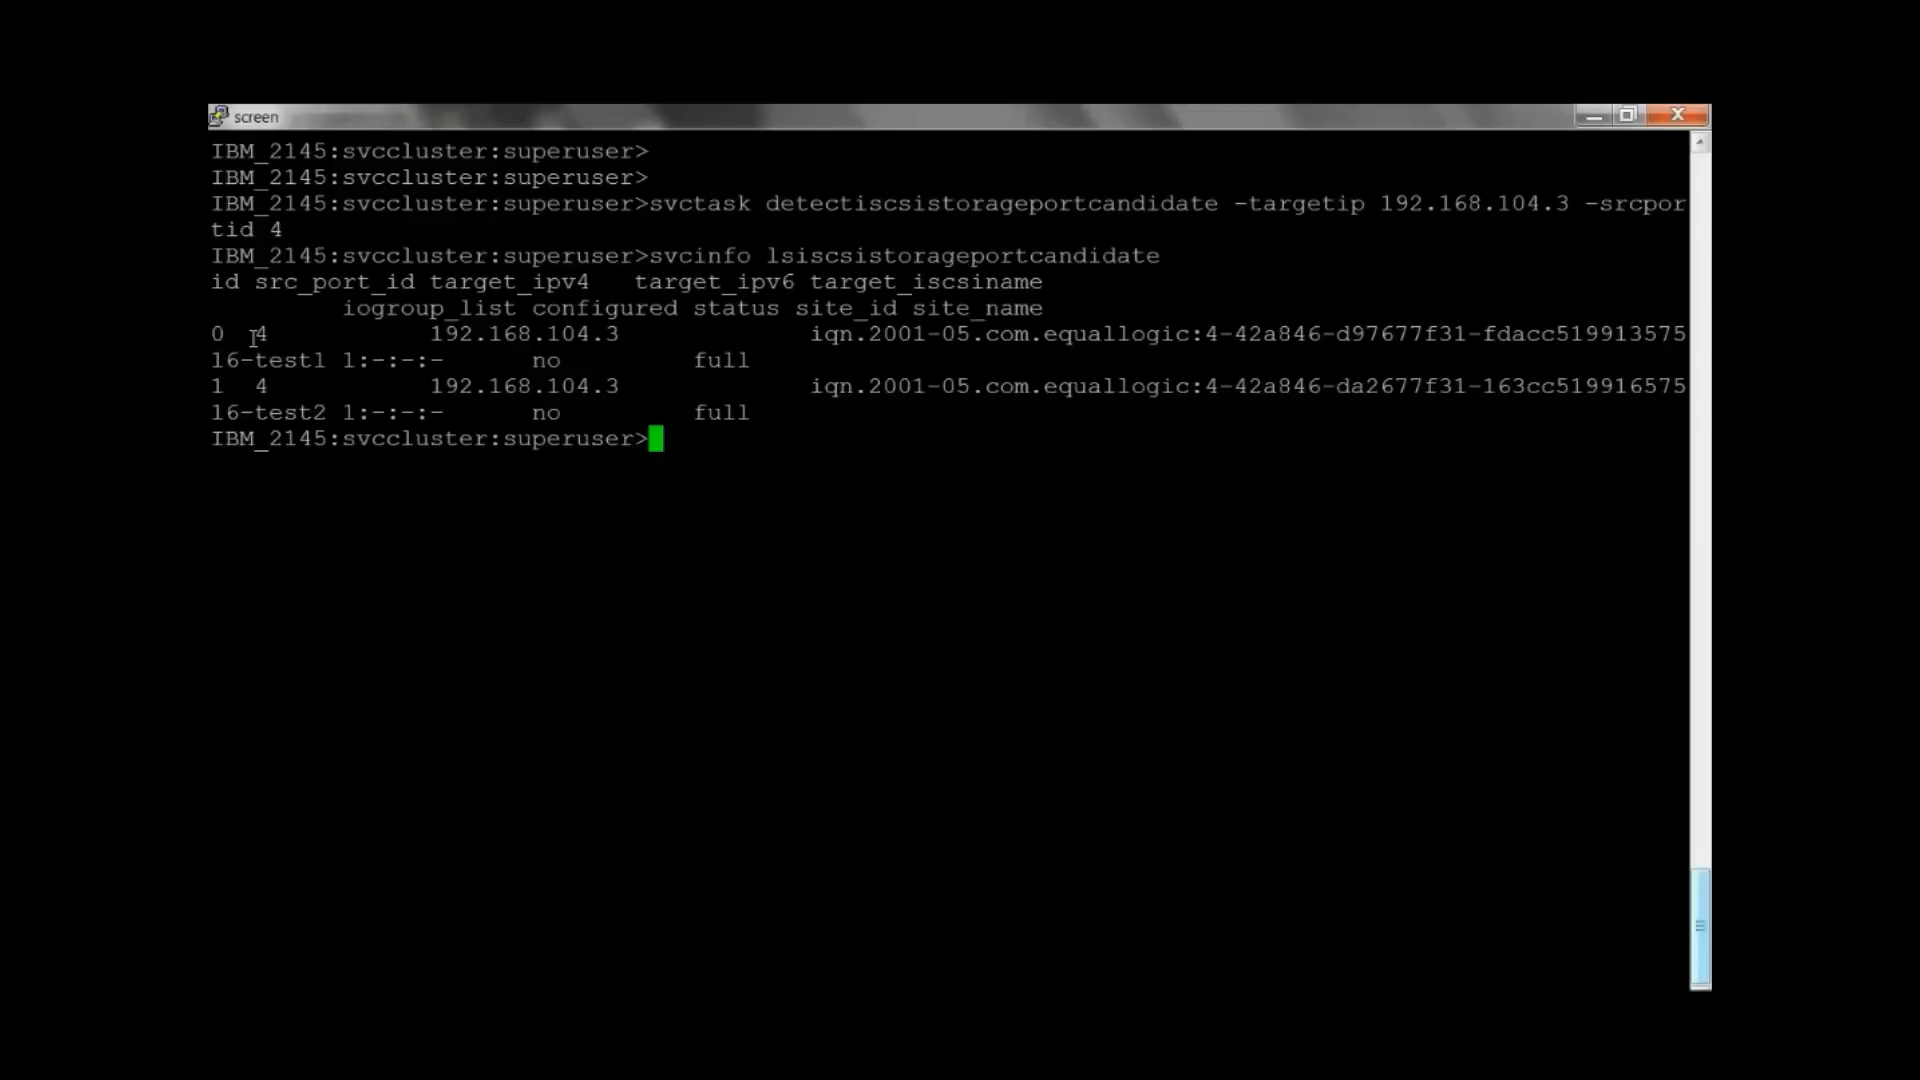 screen
IBM_2145:svccluster:superuser>
IBM_2145:svccluster:superuser>
IBM_2145:svccluster:superuser>svctask detectiscsistorageportcandidate -targetip 192.168.104.3 -srcpor
tid 4
IBM_2145:svccluster:superuser>svcinfo lsiscsistorageportcandidate
id src_port_id target_ipv4   target_ipv6 target_iscsiname
         iogroup_list configured status site_id site_name
0  4           192.168.104.3             iqn.2001-05.com.equallogic:4-42a846-d97677f31-fdacc519913575
16-test1 1:-:-:-      no         full
1  4           192.168.104.3             iqn.2001-05.com.equallogic:4-42a846-da2677f31-163cc519916575
16-test2 1:-:-:-      no         full
IBM_2145:svccluster:superuser>